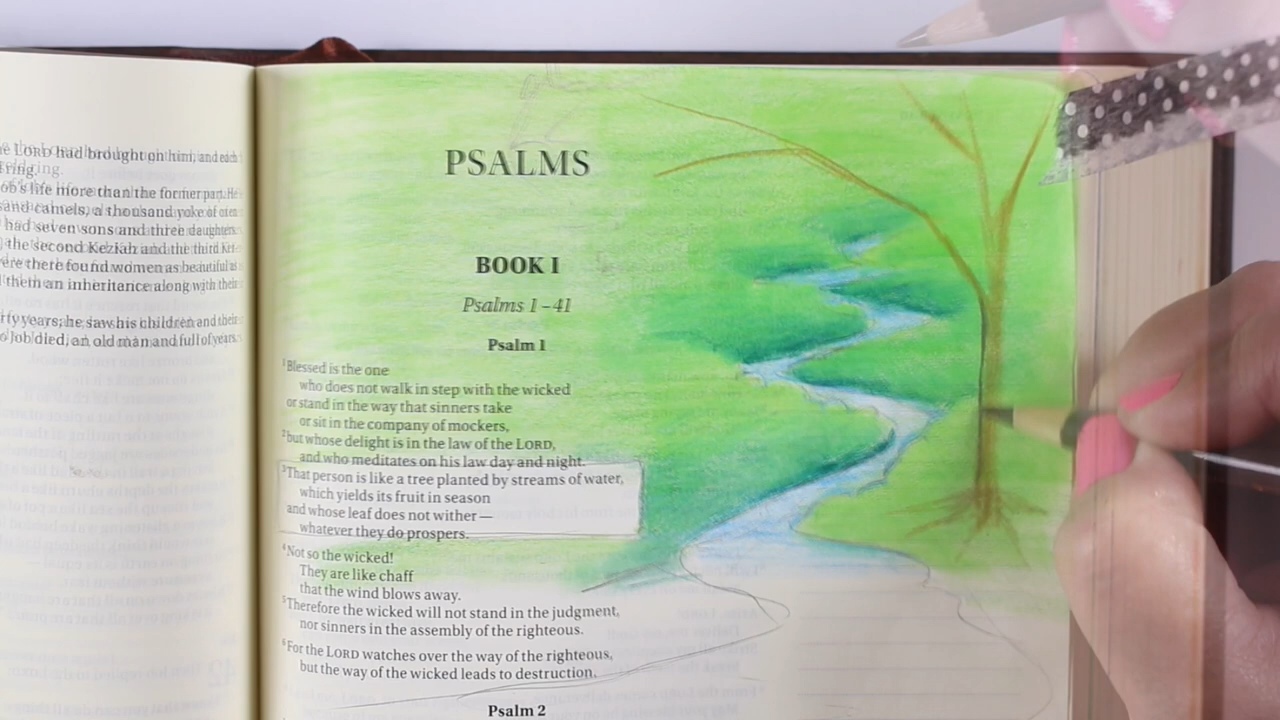 LORD had brought on him, and each
ring.
ob's life more than the former part. He
sand camels, a thousand yoke of oxen
had seven sons and three daughters.
the second Keziah and the third Ker
ere there found women as beautiful as
them an inheritance along with their
rty years; he saw his children and their
o Job died, an old man and full of years.
PSALMS
BOOK I
Psalms 1–41
Psalm 1
1Blessed is the one
who does not walk in step with the wicked
or stand in the way that sinners take
or sit in the company of mockers,
2but whose delight is in the law of the LORD,
and who meditates on his law day and night.
3That person is like a tree planted by streams of water,
which yields its fruit in season
and whose leaf does not wither—
whatever they do prospers.
4Not so the wicked!
They are like chaff
that the wind blows away.
5Therefore the wicked will not stand in the judgment,
nor sinners in the assembly of the righteous.
6For the LORD watches over the way of the righteous,
but the way of the wicked leads to destruction.
Psalm 2